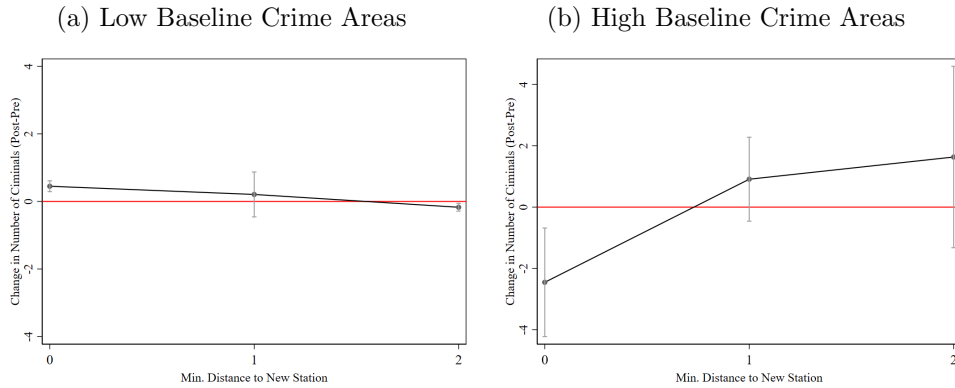 (a) Low Baseline Crime Areas
Change in Number of Ciminals (Post-Pre)
4
2
0
-2
-4
0
1
2
Min. Distance to New Station
(b) High Baseline Crime Areas
Change in Number of Ciminals (Post-Pre)
4
2
0
-2
-4
0
1
2
Min. Distance to New Station